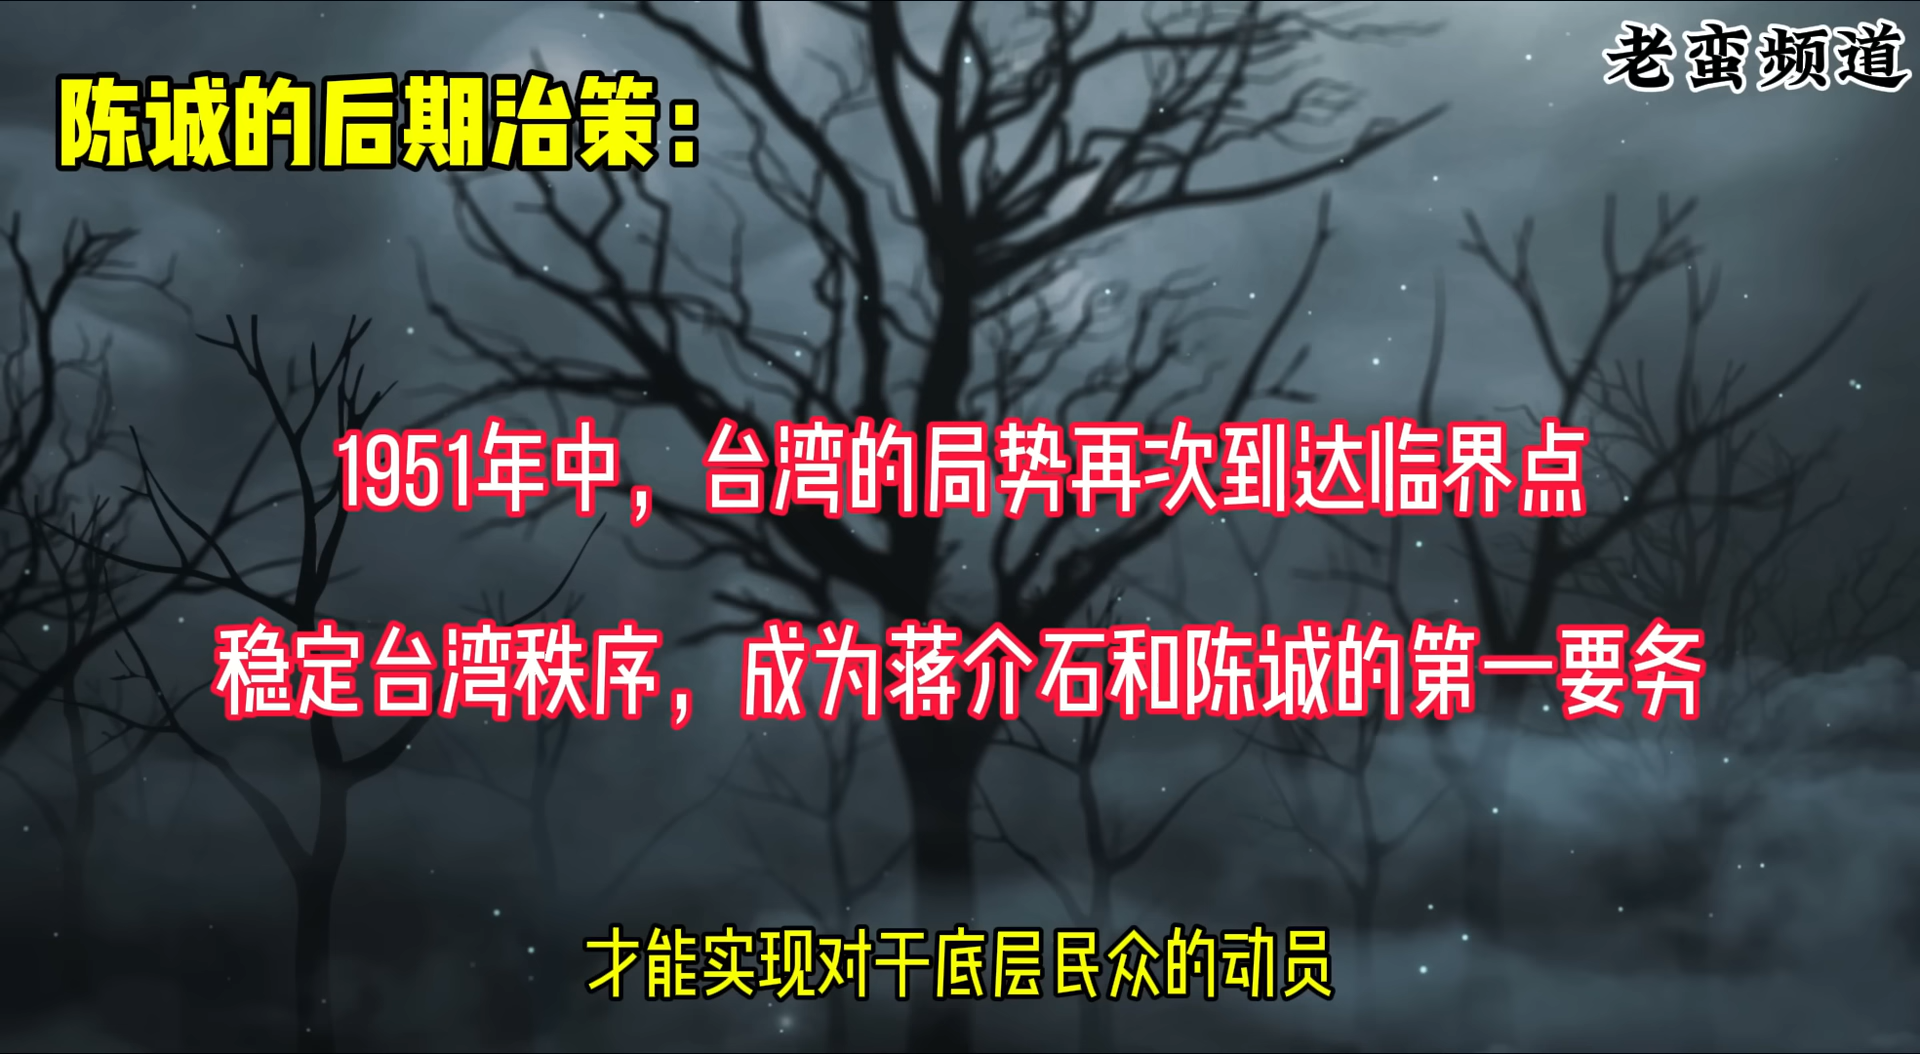 老蛮频道
陈诚的后期治策：
1951年中，台湾的局势再次到达临界点
稳定台湾秩序，成为蒋介石和陈诚的第一要务
才能实现对于底层民众的动员